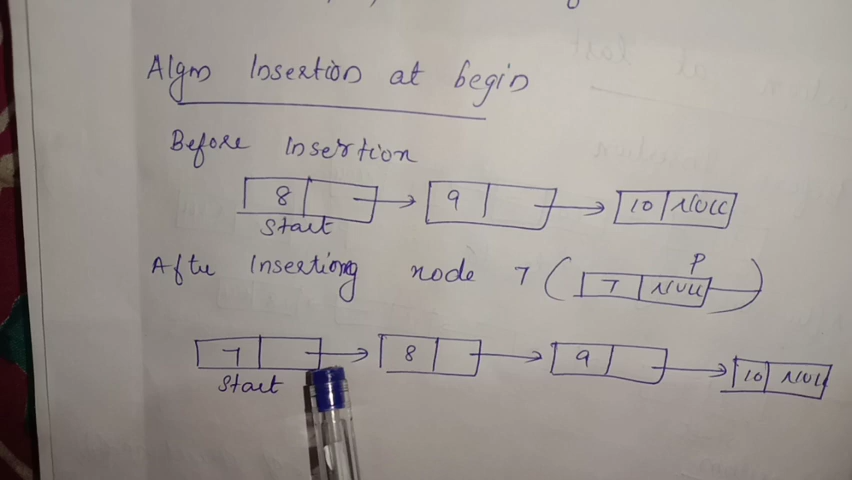 Algm Insertion at begin
Before Insertion
8 9 10 NULL
Start
After Inserting node 7 ( 7 NULL )
P
7 8 9 10 NULL
Start